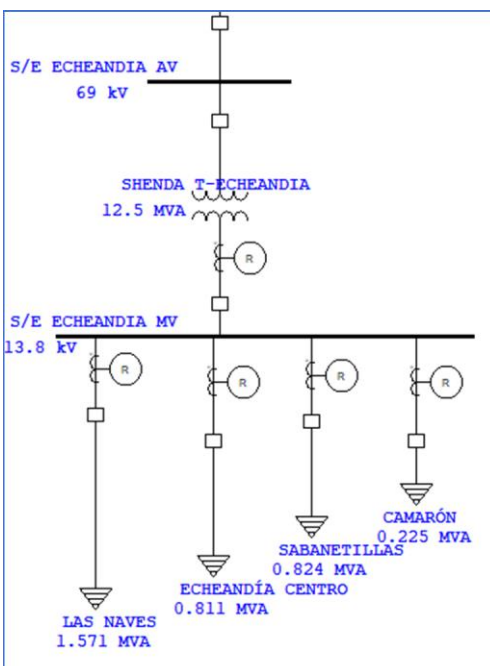 S/E ECHEANDIA AV
69 kV
SHENDA T-ECHEANDIA
12.5 MVA
R
S/E ECHEANDIA MV
13.8 kV
R
R
R
R
CAMARÓN
0.225 MVA
SABANETILLAS
0.824 MVA
ECHEANDÍA CENTRO
0.811 MVA
LAS NAVES
1.571 MVA